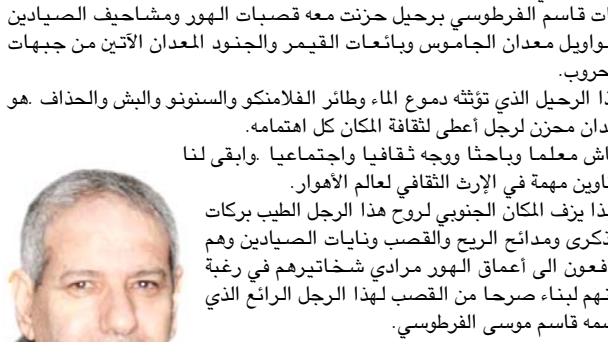 ات قاسم الفرطوسي برحيل حزنت معه قصبات الهور ومشاحيف الصيادين
واويل معدان الجاموس وبائعات القيمر والجنود المعدان الآتين من جبهات
حروب.
ذا الرحيل الذي تؤثثه دموع الماء وطائر الفلامنكو والسنونو والبش والحذاف .هو
دان محزن لرجل أعطى لثقافة المكان كل اهتمامه.
اش معلما وباحثا ووجه ثقافيا واجتماعيا .وابقى لنا
اوين مهمة في الإرث الثقافي لعالم الأهوار.
ذا يزف المكان الجنوبي لروح هذا الرجل الطيب بركات
ذكرى ومدائح الريح والقصب ونايات الصيادين وهم
فعون الى أعماق الهور مرادي شخاتيرهم في رغبة
نهم لبناء صرحا من القصب لهذا الرجل الرائع الذي
سمه قاسم موسى الفرطوسي.